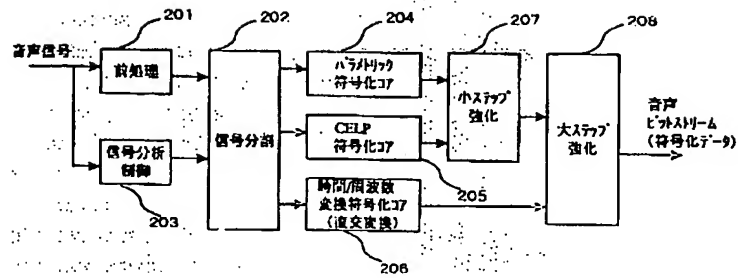 201
202
204
207
208
音声信号
前処理
信号分割
パラメトリック
符号化コア
小ステップ
強化
大ステップ
強化
音声
ビットストリーム
(符号化データ)
CELP
符号化コア
205
信号分析
制御
203
時間/周波数
変換符号化コア
(直交変換)
206